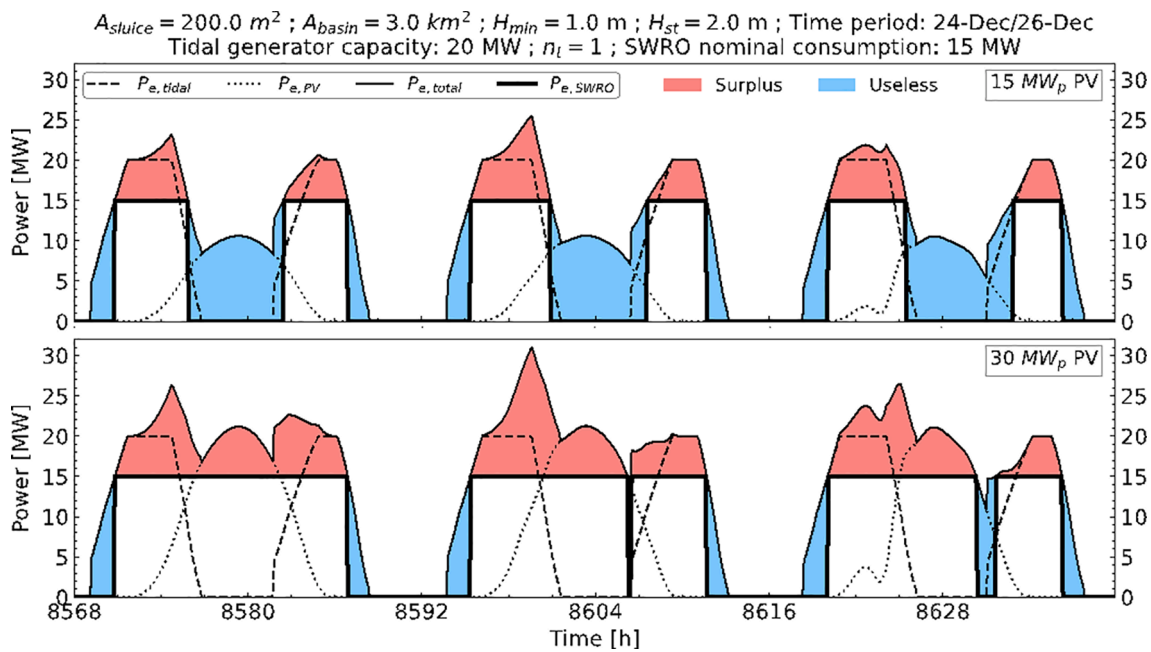 A_sluice = 200.0 m² ; A_basin = 3.0 km² ; H_min = 1.0 m ; H_st = 2.0 m ; Time period: 24-Dec/26-Dec
Tidal generator capacity: 20 MW ; n_l = 1 ; SWRO nominal consumption: 15 MW
P_e,tidal P_e,PV P_e,total P_e,SWRO Surplus Useless 15 MW_p PV
30 30
25 25
20 20
15 15
10 10
5 5
0 0
Power [MW]
30 MW_p PV
30 30
25 25
20 20
15 15
10 10
5 5
0 0
Power [MW]
8568 8580 8592 8604 8616 8628
Time [h]